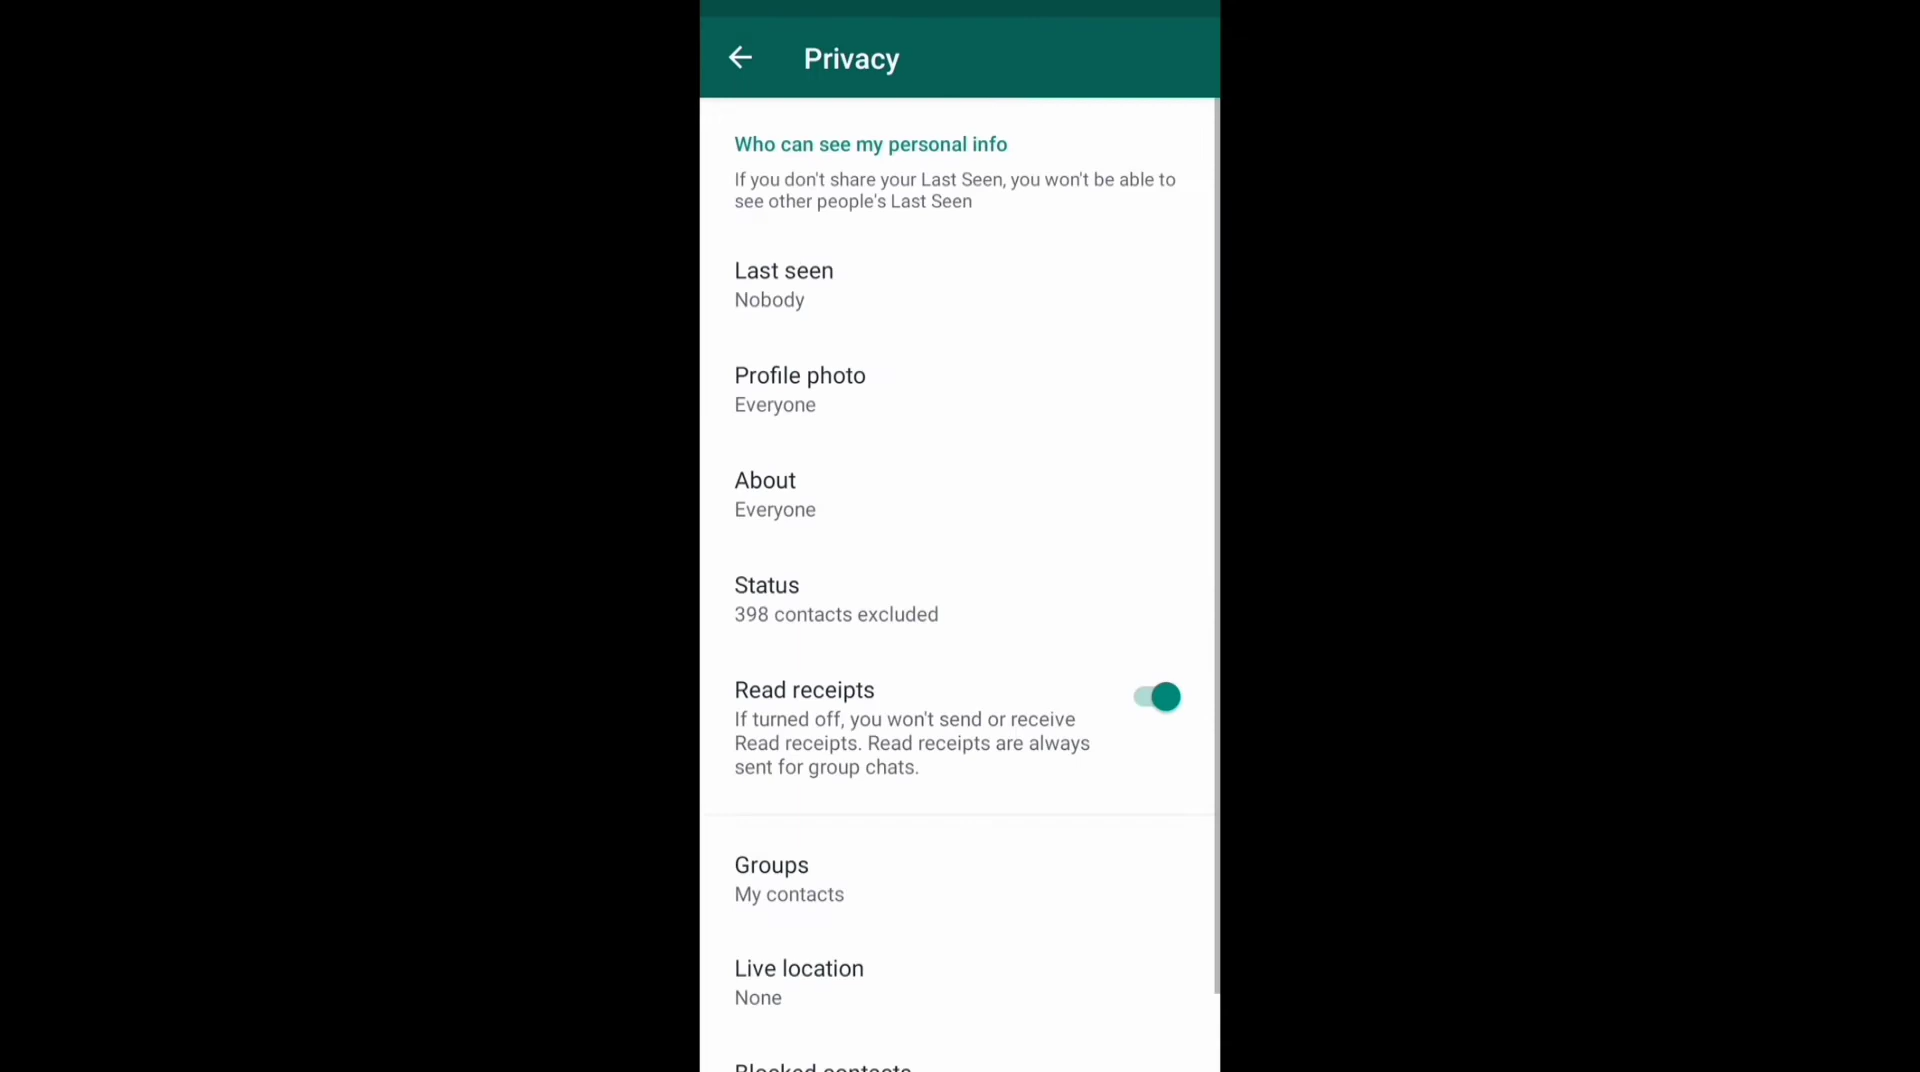 Privacy
Who can see my personal info
If you don't share your Last Seen, you won't be able to
see other people's Last Seen
Last seen
Nobody
Profile photo
Everyone
About
Everyone
Status
398 contacts excluded
Read receipts
If turned off, you won't send or receive
Read receipts. Read receipts are always
sent for group chats.
Groups
My contacts
Live location
None
Blocked contacts